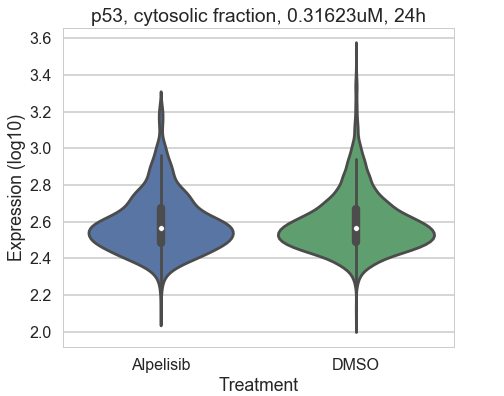 p53, cytosolic fraction, 0.31623uM, 24h
Expression (log10)
3.6
3.4
3.2
3.0
2.8
2.6
2.4
2.2
2.0
Alpelisib DMSO
Treatment